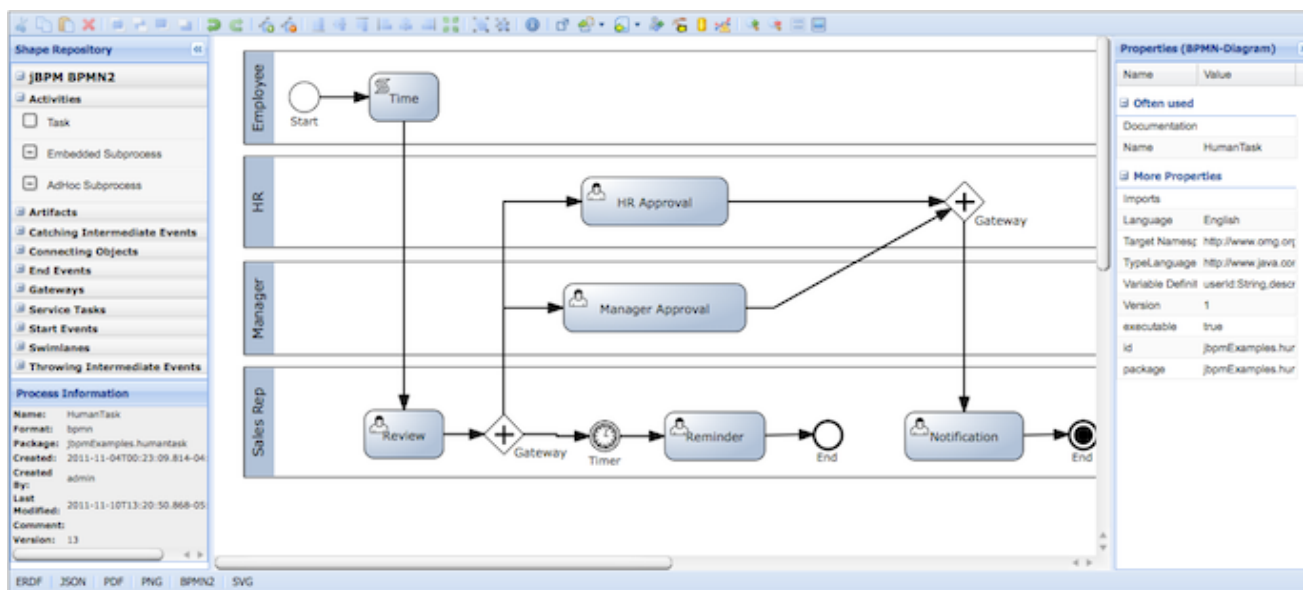 Shape Repository
jBPM BPMN2
Activities
Task
Embedded Subprocess
AdHoc Subprocess
Artifacts
Catching Intermediate Events
Connecting Objects
End Events
Gateways
Service Tasks
Start Events
Swimlanes
Throwing Intermediate Events
Process Information
Name: HumanTask
Format: bpmn
Package: jbpmExamples.humantask
Created: 2011-11-04T00:23:09.814-04:
Created By: admin
Last Modified: 2011-11-10T13:20:50.868-05:
Comment:
Version: 13
Employee
Start
Time
HR
HR Approval
Gateway
Manager
Manager Approval
Sales Rep
Review
Gateway
Timer
Reminder
End
Notification
End
Properties (BPMN-Diagram)
Name Value
Often used
Documentation
Name HumanTask
More Properties
Imports
Language English
Target Namesp http://www.omg.org
TypeLanguage http://www.java.cor
Variable Definit userId:String,descr
Version 1
executable true
id jbpmExamples.hur
package jbpmExamples.hur
ERDF JSON PDF PNG BPMN2 SVG